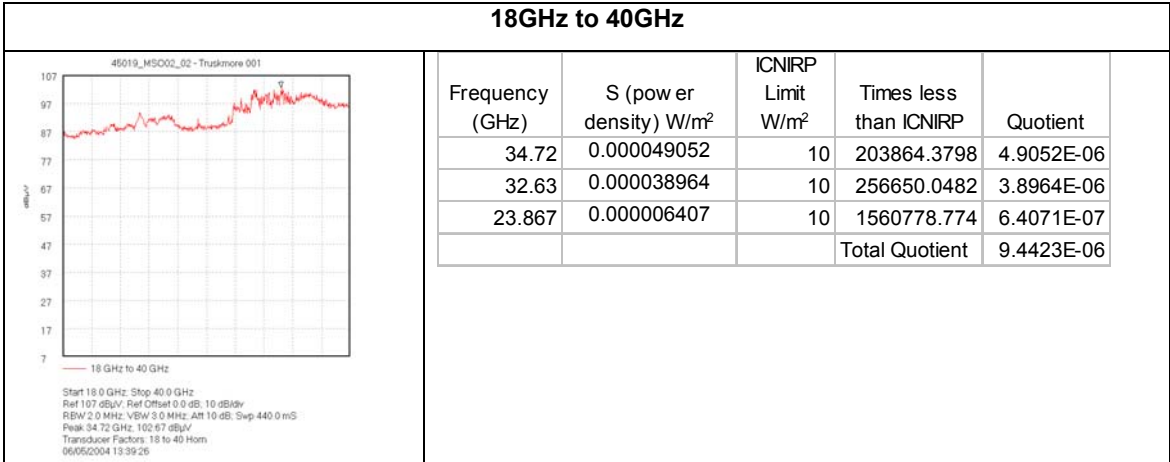 18GHz to 40GHz
45019_MSO02_02 - Truskmore 001
107
97
87
77
67
57
47
37
27
17
7
dBµV
18 GHz to 40 GHz
Start 18.0 GHz; Stop 40.0 GHz
Ref 107 dBµV; Ref Offset 0.0 dB; 10 dB/div
RBW 2.0 MHz; VBW 3.0 MHz; Att 10 dB; Swp 440.0 mS
Peak 34.72 GHz, 102.67 dBµV
Transducer Factors: 18 to 40 Horn
06/05/2004 13:39:26
Frequency (GHz) S (pow er density) W/m² ICNIRP Limit W/m² Times less than ICNIRP Quotient
34.72 0.000049052 10 203864.3798 4.9052E-06
32.63 0.000038964 10 256650.0482 3.8964E-06
23.867 0.000006407 10 1560778.774 6.4071E-07
Total Quotient 9.4423E-06